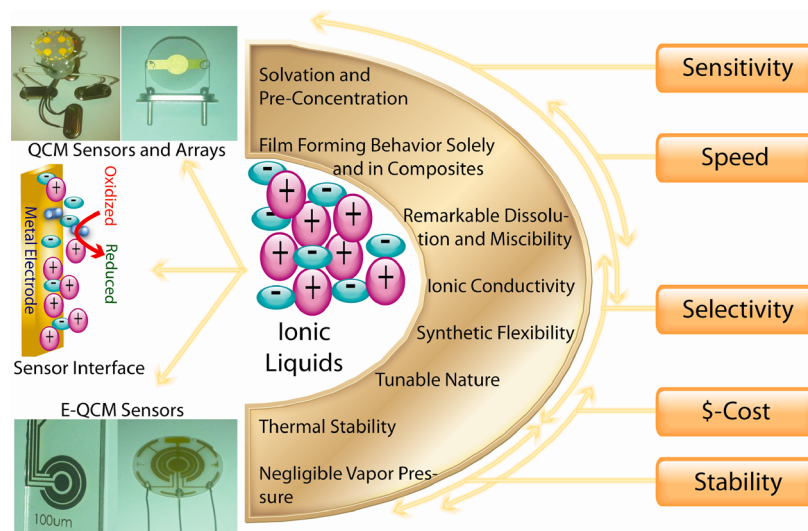 QCM Sensors and Arrays
Metal Electrode
Oxidized
Reduced
Sensor Interface
E-QCM Sensors
100um
Ionic
Liquids
+
+
+
+
+
+
+
-
-
-
-
-
-
-
Solvation and
Pre-Concentration
Film Forming Behavior Solely
and in Composites
Remarkable Dissolu-
tion and Miscibility
Ionic Conductivity
Synthetic Flexibility
Tunable Nature
Thermal Stability
Negligible Vapor Pres-
sure
Sensitivity
Speed
Selectivity
$-Cost
Stability